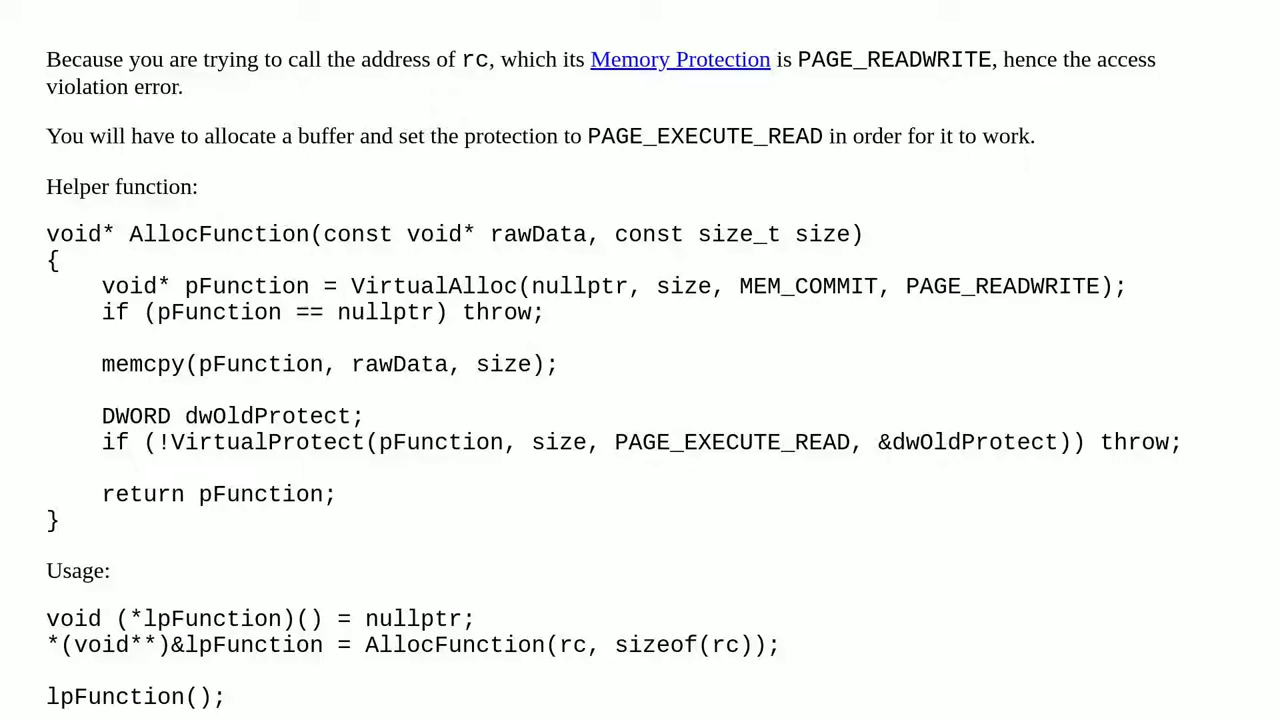 Because you are trying to call the address of rc, which its Memory Protection is PAGE_READWRITE, hence the access
violation error.
You will have to allocate a buffer and set the protection to PAGE_EXECUTE_READ in order for it to work.
Helper function:
void* AllocFunction(const void* rawData, const size_t size)
{
    void* pFunction = VirtualAlloc(nullptr, size, MEM_COMMIT, PAGE_READWRITE);
    if (pFunction == nullptr) throw;
    memcpy(pFunction, rawData, size);
    DWORD dwOldProtect;
    if (!VirtualProtect(pFunction, size, PAGE_EXECUTE_READ, &dwOldProtect)) throw;
    return pFunction;
}
Usage:
void (*lpFunction)() = nullptr;
*(void**)&lpFunction = AllocFunction(rc, sizeof(rc));
lpFunction();